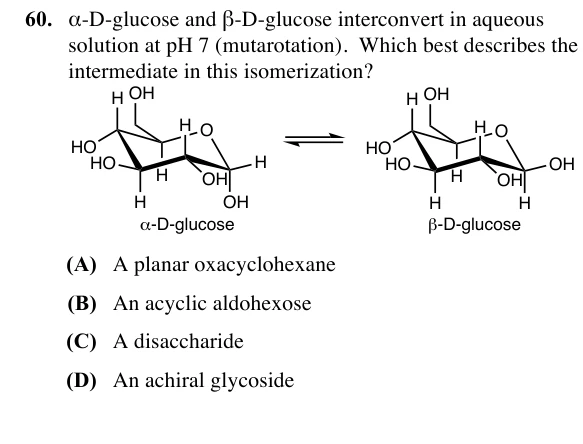 60. α-D-glucose and β-D-glucose interconvert in aqueous
solution at pH 7 (mutarotation). Which best describes the
intermediate in this isomerization?
H OH H OH
H O H O
HO HO
HO H HO OH
H OH H OH
H OH H H
α-D-glucose β-D-glucose
(A) A planar oxacyclohexane
(B) An acyclic aldohexose
(C) A disaccharide
(D) An achiral glycoside